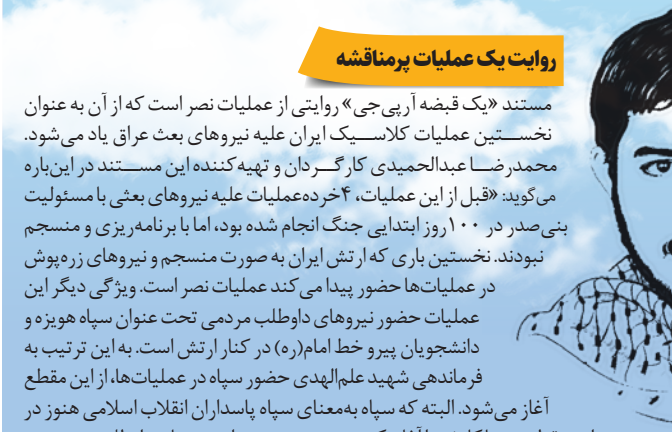 روایت یک عملیات پرمناقشه
مستند «یک قبضه آرپی‌جی» روایتی از عملیات نصر است که از آن به عنوان
نخستین عملیات کلاسیک ایران علیه نیروهای بعث عراق یاد می‌شود.
محمدرضا عبدالحمیدی کارگردان و تهیه‌کننده این مستند در این‌باره
می‌گوید: «قبل از این عملیات، ۴خرده‌عملیات علیه نیروهای بعثی با مسئولیت
بنی‌صدر در ۱۰۰روز ابتدایی جنگ انجام شده بود، اما با برنامه‌ریزی و منسجم
نبودند. نخستین باری که ارتش ایران به صورت منسجم و نیروهای زره‌پوش
در عملیات‌ها حضور پیدا می‌کند عملیات نصر است. ویژگی دیگر این
عملیات حضور نیروهای داوطلب مردمی تحت عنوان سپاه هویزه و
دانشجویان پیرو خط امام(ره) در کنار ارتش است. به این ترتیب به
فرماندهی شهید علم‌الهدی حضور سپاه در عملیات‌ها، از این مقطع
آغاز می‌شود. البته که سپاه به‌معنای سپاه پاسداران انقلاب اسلامی هنوز در